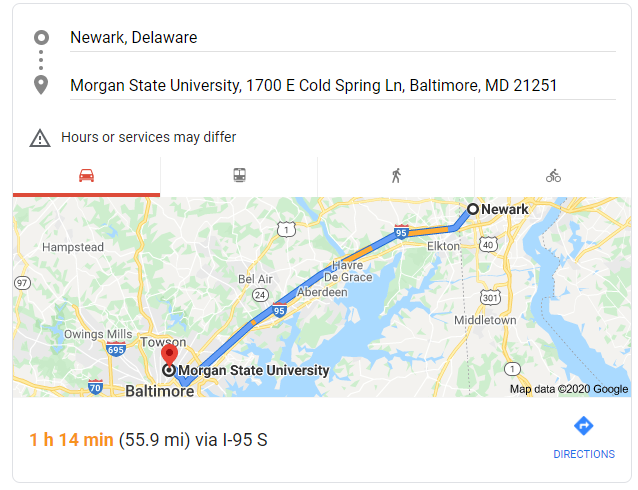 Newark, Delaware
Morgan State University, 1700 E Cold Spring Ln, Baltimore, MD 21251
Hours or services may differ
Newark
1
95
Hampstead
Elkton
40
Havre
De Grace
97
Bel Air
24
Aberdeen
301
95
Middletown
Owings Mills
Towson
695
Morgan State University
1
70
Baltimore
Map data ©2020 Google
1 h 14 min (55.9 mi) via I-95 S
DIRECTIONS